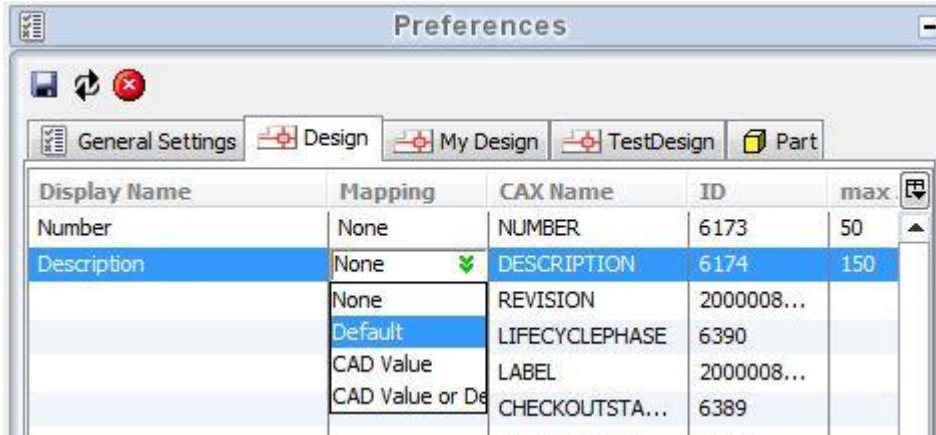 Preferences
General Settings Design My Design TestDesign Part
Display Name Mapping CAX Name ID max
Number None NUMBER 6173 50
Description None DESCRIPTION 6174 150
None REVISION 2000008...
Default LIFECYCLEPHASE 6390
CAD Value LABEL 2000008...
CAD Value or De CHECKOUTSTA... 6389